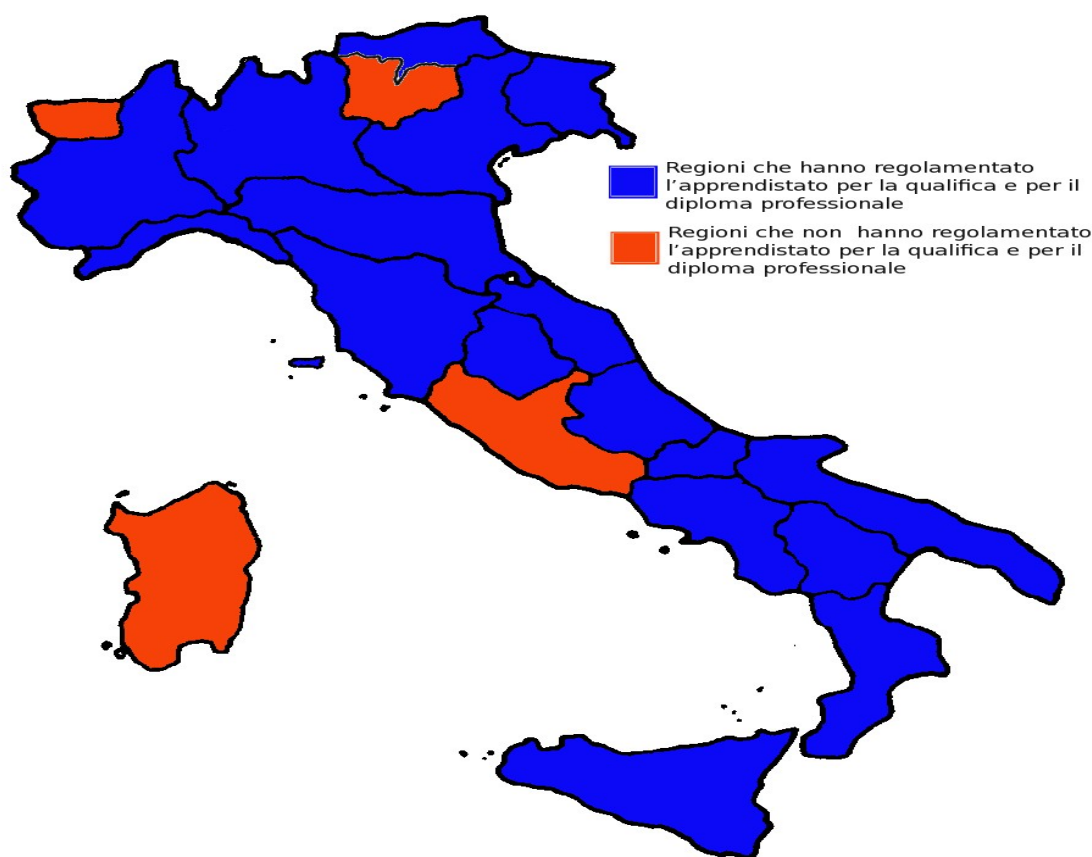 Regioni che hanno regolamentato
l'apprendistato per la qualifica e per il
diploma professionale
Regioni che non  hanno regolamentato
l'apprendistato per la qualifica e per il
diploma professionale